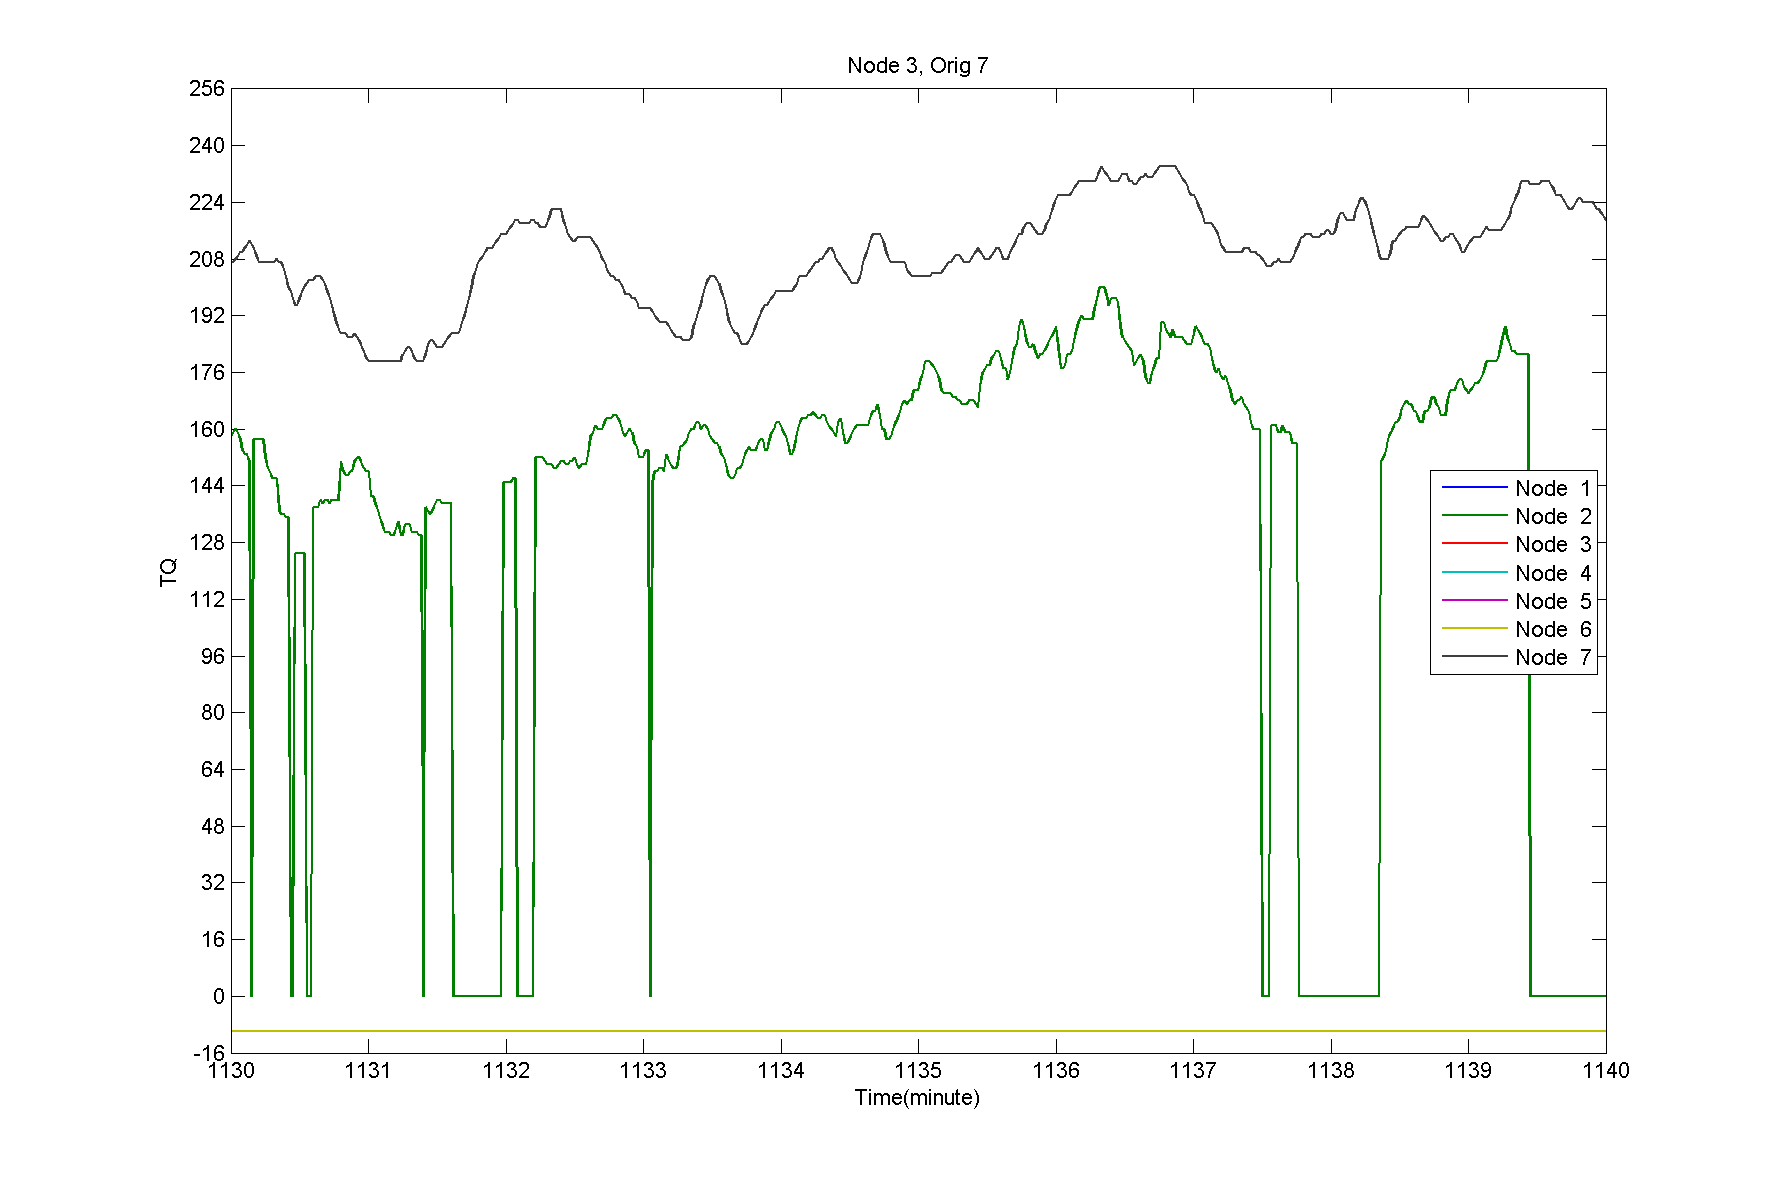 Node 3, Orig 7
256
240
224
208
192
176
160
144
128
112
96
80
64
48
32
16
0
-16
TQ
Node 1
Node 2
Node 3
Node 4
Node 5
Node 6
Node 7
1130 1131 1132 1133 1134 1135 1136 1137 1138 1139 1140
Time(minute)